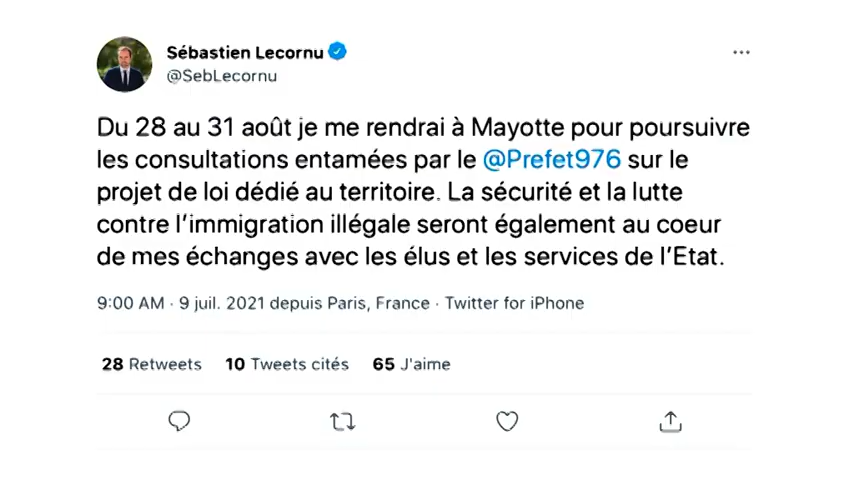 Sébastien Lecornu
@SebLecornu
Du 28 au 31 août je me rendrai à Mayotte pour poursuivre
les consultations entamées par le @Prefet976 sur le
projet de loi dédié au territoire. La sécurité et la lutte
contre l'immigration illégale seront également au coeur
de mes échanges avec les élus et les services de l'Etat.
9:00 AM · 9 juil. 2021 depuis Paris, France · Twitter for iPhone
28 Retweets 10 Tweets cités 65 J'aime